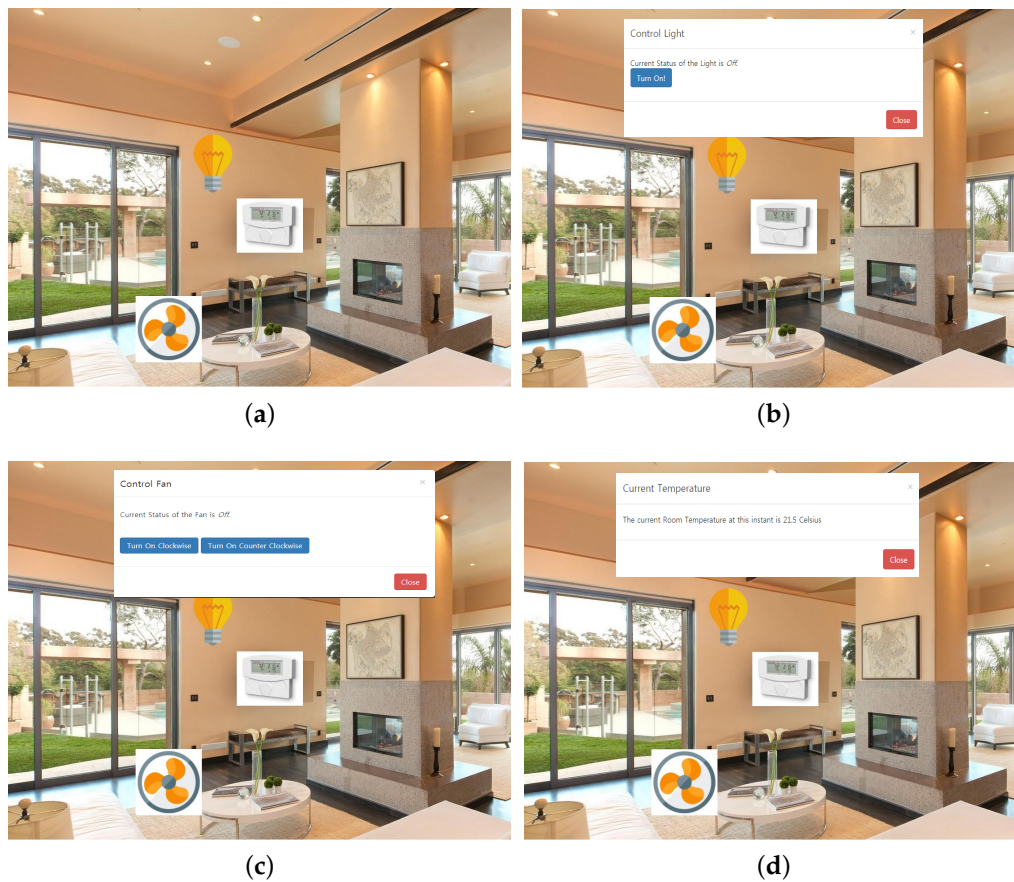 (a)
Control Light
×
Current Status of the Light is Off.
Turn On!
Close
(b)
Control Fan
×
Current Status of the Fan is Off.
Turn On Clockwise Turn On Counter Clockwise
Close
(c)
Current Temperature
×
The current Room Temperature at this instant is 21.5 Celsius
Close
(d)